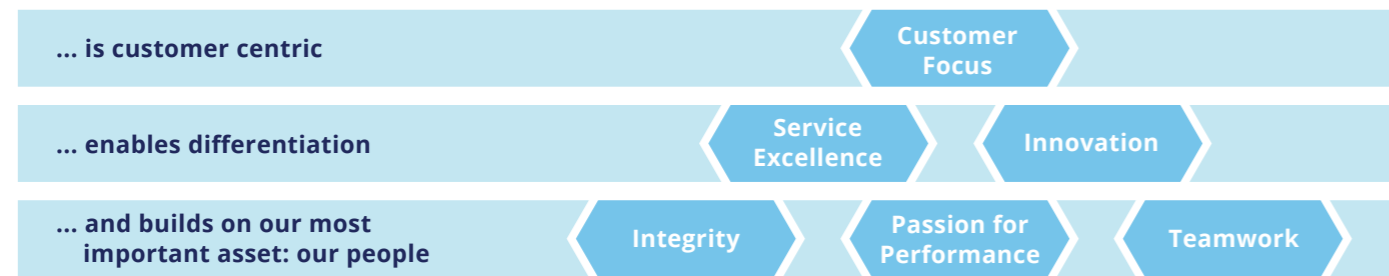 ... is customer centric
Customer
Focus
... enables differentiation
Service
Excellence
Innovation
... and builds on our most
important asset: our people
Integrity
Passion for
Performance
Teamwork